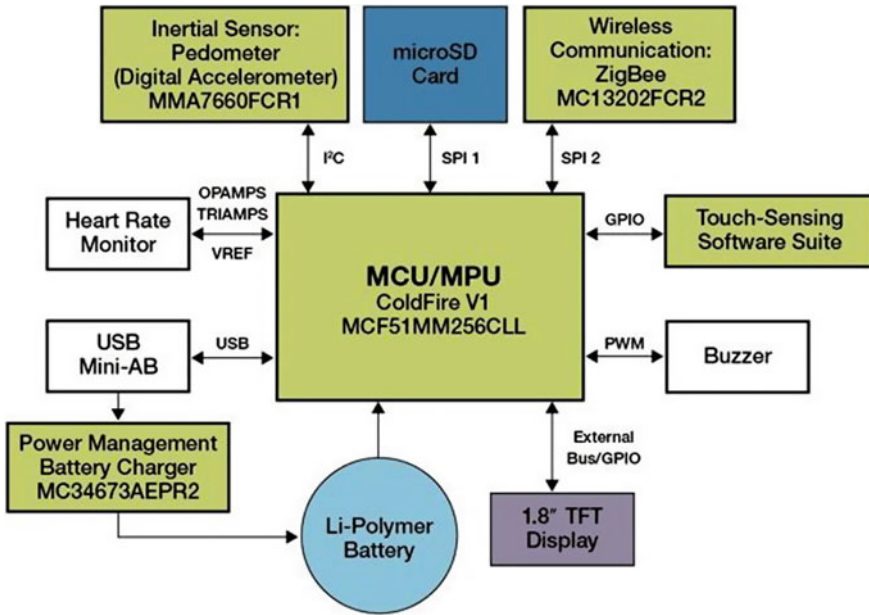 Inertial Sensor:
Pedometer
(Digital Accelerometer)
MMA7660FCR1
microSD
Card
Wireless
Communication:
ZigBee
MC13202FCR2
I²C
SPI 1
SPI 2
Heart Rate
Monitor
OPAMPS
TRIAMPS
VREF
MCU/MPU
ColdFire V1
MCF51MM256CLL
GPIO
Touch-Sensing
Software Suite
USB
Mini-AB
USB
PWM
Buzzer
Power Management
Battery Charger
MC34673AEPR2
Li-Polymer
Battery
External
Bus/GPIO
1.8" TFT
Display